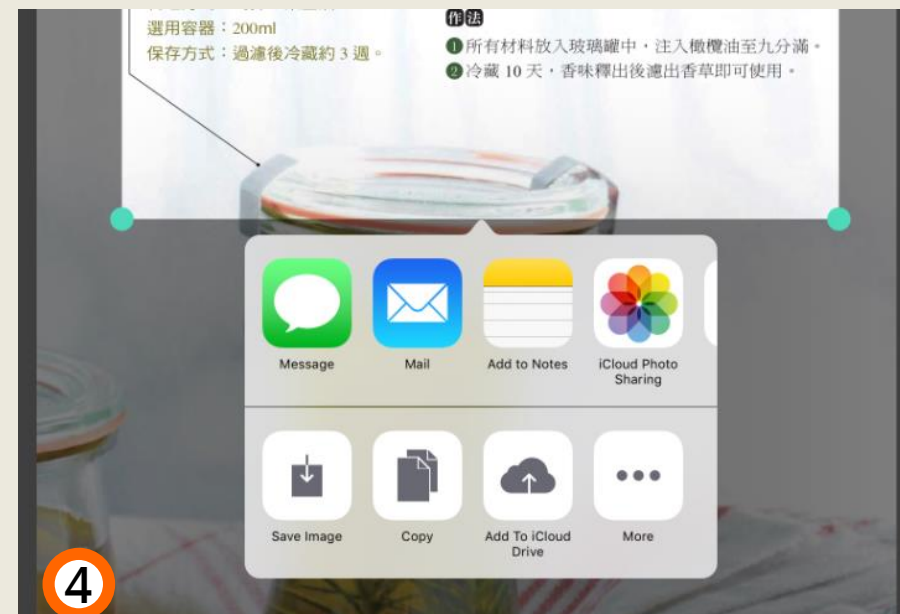 選用容器：200ml
保存方式：過濾後冷藏約 3 週。
作法
❶所有材料放入玻璃罐中，注入橄欖油至九分滿。
❷冷藏 10 天，香味釋出後濾出香草即可使用。
Message
Mail
Add to Notes
iCloud Photo
Sharing
Save Image
Copy
Add To iCloud
Drive
More
4